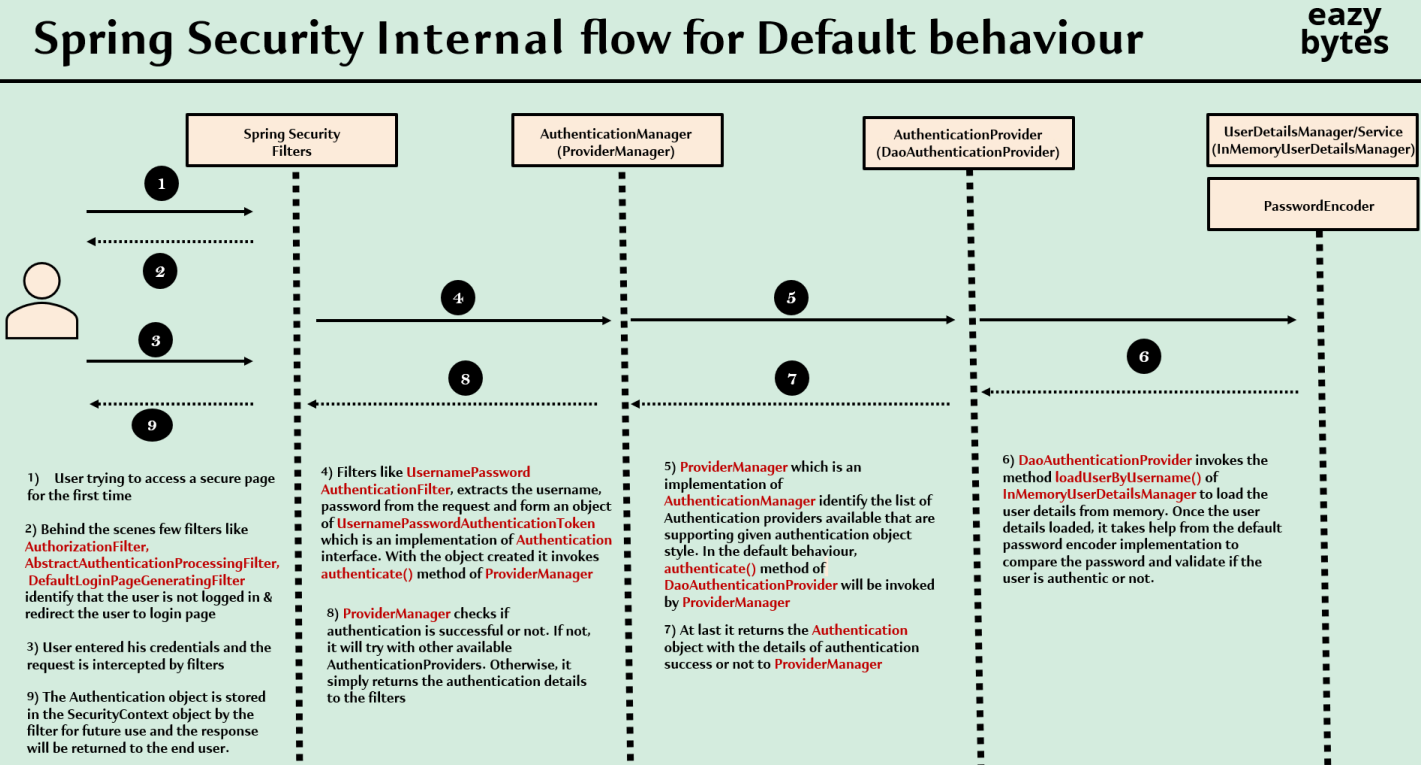 Spring Security Internal flow for Default behaviour
eazy
bytes
Spring Security
Filters
AuthenticationManager
(ProviderManager)
AuthenticationProvider
(DaoAuthenticationProvider)
UserDetailsManager/Service
(InMemoryUserDetailsManager)
PasswordEncoder
1
2
3
4
5
6
7
8
9
1) User trying to access a secure page
for the first time
2) Behind the scenes few filters like
AuthorizationFilter,
AbstractAuthenticationProcessingFilter,
DefaultLoginPageGeneratingFilter
identify that the user is not logged in &
redirect the user to login page
3) User entered his credentials and the
request is intercepted by filters
9) The Authentication object is stored
in the SecurityContext object by the
filter for future use and the response
will be returned to the end user.
4) Filters like UsernamePassword
AuthenticationFilter, extracts the username,
password from the request and form an object
of UsernamePasswordAuthenticationToken
which is an implementation of Authentication
interface. With the object created it invokes
authenticate() method of ProviderManager
8) ProviderManager checks if
authentication is successful or not. If not,
it will try with other available
AuthenticationProviders. Otherwise, it
simply returns the authentication details
to the filters
5) ProviderManager which is an
implementation of
AuthenticationManager identify the list of
Authentication providers available that are
supporting given authentication object
style. In the default behaviour,
authenticate() method of
DaoAuthenticationProvider will be invoked
by ProviderManager
7) At last it returns the Authentication
object with the details of authentication
success or not to ProviderManager
6) DaoAuthenticationProvider invokes the
method loadUserByUsername() of
InMemoryUserDetailsManager to load the
user details from memory. Once the user
details loaded, it takes help from the default
password encoder implementation to
compare the password and validate if the
user is authentic or not.